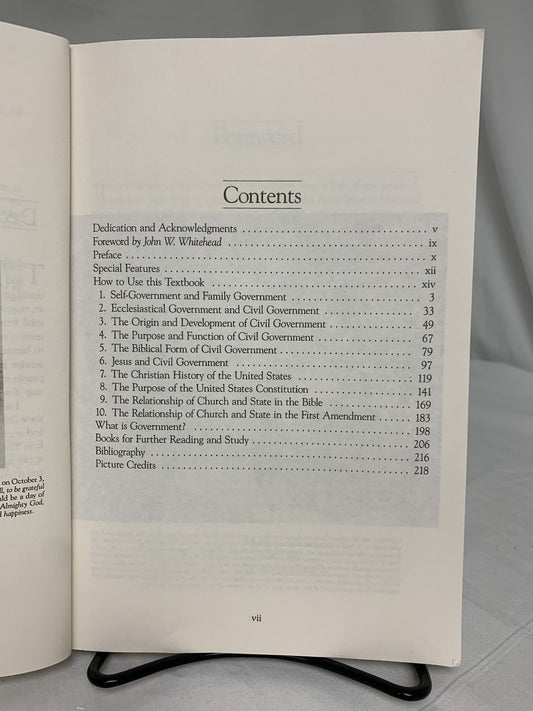 Contents
Dedication and Acknowledgments . . . . . . . . . . . . . . . . . . . . . . . . . . . . . . v
Foreword by John W. Whitehead . . . . . . . . . . . . . . . . . . . . . . . . . . . . . . ix
Preface . . . . . . . . . . . . . . . . . . . . . . . . . . . . . . x
Special Features . . . . . . . . . . . . . . . . . . . . . . . . . . . . . . xii
How to Use this Textbook . . . . . . . . . . . . . . . . . . . . . . . . . . . . . . xiv
1. Self-Government and Family Government . . . . . . . . . . . . . . . . . . . . 3
2. Ecclesiastical Government and Civil Government . . . . . . . . . . . . . . . . 33
3. The Origin and Development of Civil Government . . . . . . . . . . . . . . . . 49
4. The Purpose and Function of Civil Government . . . . . . . . . . . . . . . . 67
5. The Biblical Form of Civil Government . . . . . . . . . . . . . . . . . . . . 79
6. Jesus and Civil Government . . . . . . . . . . . . . . . . . . . . . . . . 97
7. The Christian History of the United States . . . . . . . . . . . . . . . . . . 119
8. The Purpose of the United States Constitution . . . . . . . . . . . . . . . . 141
9. The Relationship of Church and State in the Bible . . . . . . . . . . . . . . 169
10. The Relationship of Church and State in the First Amendment . . . . . . 183
What is Government? . . . . . . . . . . . . . . . . . . . . . . . . . . . . . . 198
Books for Further Reading and Study . . . . . . . . . . . . . . . . . . . . . . 206
Bibliography . . . . . . . . . . . . . . . . . . . . . . . . . . . . . . 216
Picture Credits . . . . . . . . . . . . . . . . . . . . . . . . . . . . . . 218
on October 3,
to be grateful
be a day of
Almighty God,
happiness.
vii